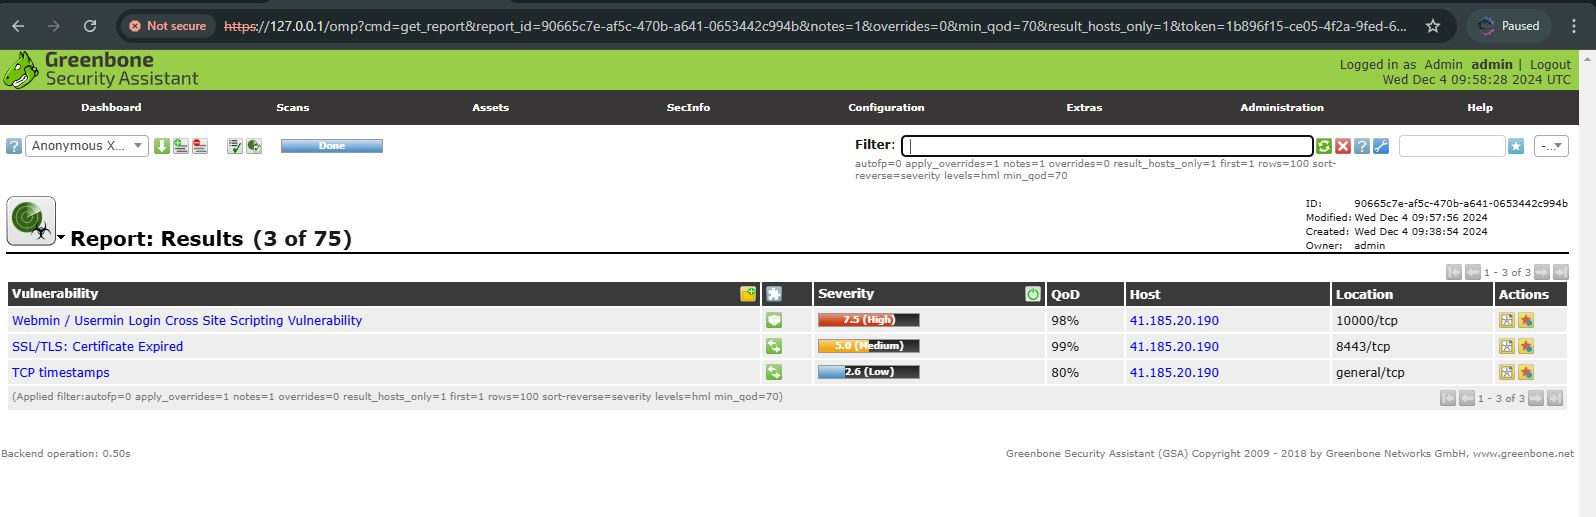 Not secure https://127.0.0.1/omp?cmd=get_report&report_id=90665c7e-af5c-470b-a641-0653442c994b&notes=1&overrides=0&min_qod=70&result_hosts_only=1&token=1b896f15-ce05-4f2a-9fed-6... Paused
Greenbone
Security Assistant
Logged in as Admin admin | Logout
Wed Dec 4 09:58:28 2024 UTC
Dashboard Scans Assets SecInfo Configuration Extras Administration Help
? Anonymous X... Done Filter: ? -...
autofp=0 apply_overrides=1 notes=1 overrides=0 result_hosts_only=1 first=1 rows=100 sort-
reverse=severity levels=hml min_qod=70
ID: 90665c7e-af5c-470b-a641-0653442c994b
Modified: Wed Dec 4 09:57:56 2024
Created: Wed Dec 4 09:38:54 2024
Owner: admin
Report: Results (3 of 75)
1 - 3 of 3
Vulnerability Severity QoD Host Location Actions
Webmin / Usermin Login Cross Site Scripting Vulnerability 7.5 (High) 98% 41.185.20.190 10000/tcp
SSL/TLS: Certificate Expired 5.0 (Medium) 99% 41.185.20.190 8443/tcp
TCP timestamps 2.6 (Low) 80% 41.185.20.190 general/tcp
(Applied filter:autofp=0 apply_overrides=1 notes=1 overrides=0 result_hosts_only=1 first=1 rows=100 sort-reverse=severity levels=hml min_qod=70) 1 - 3 of 3
Backend operation: 0.50s Greenbone Security Assistant (GSA) Copyright 2009 - 2018 by Greenbone Networks GmbH, www.greenbone.net